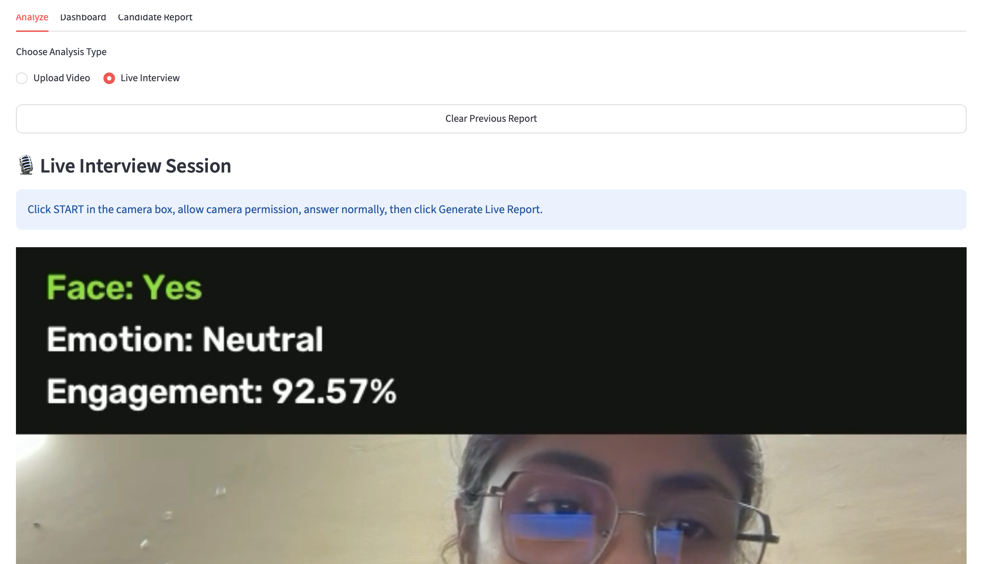 Analyze Dashboard Candidate Report
Choose Analysis Type
Upload Video Live Interview
Clear Previous Report
Live Interview Session
Click START in the camera box, allow camera permission, answer normally, then click Generate Live Report.
Face: Yes
Emotion: Neutral
Engagement: 92.57%